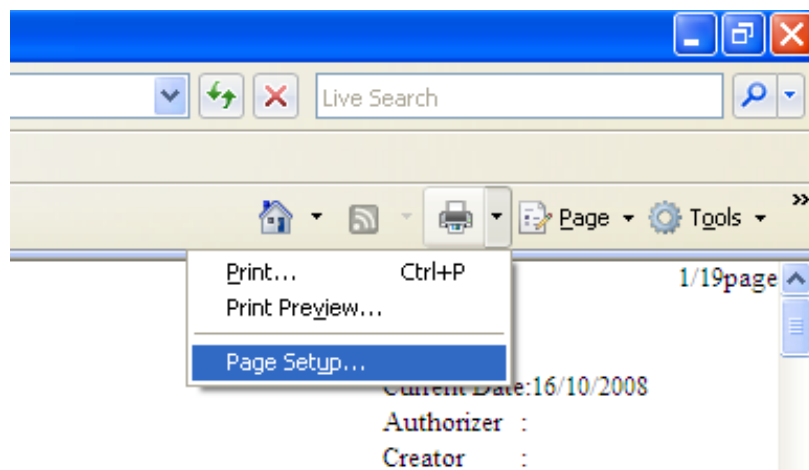 Live Search
Page Tools »
Print... Ctrl+P
1/19page
Print Preview...
Page Setup...
Current Date:16/10/2008
Authorizer :
Creator :